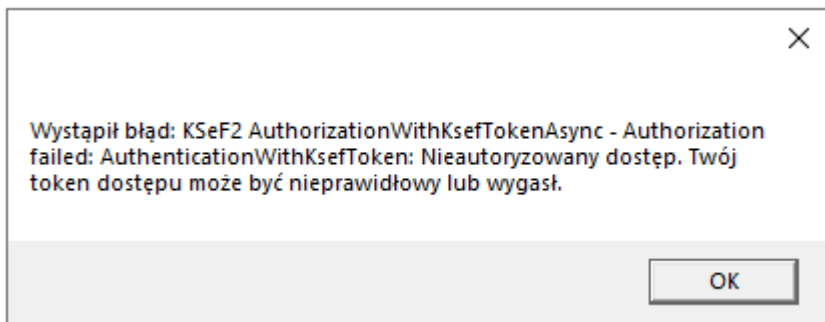 Wystąpił błąd: KSeF2 AuthorizationWithKsefTokenAsync - Authorization
failed: AuthenticationWithKsefToken: Nieautoryzowany dostęp. Twój
token dostępu może być nieprawidłowy lub wygasł.
OK